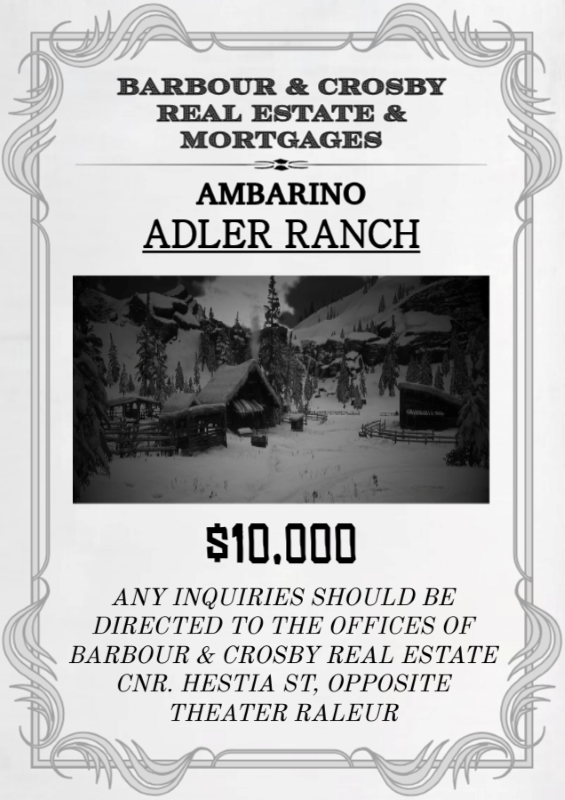 BARBOUR & CROSBY
REAL ESTATE &
MORTGAGES
AMBARINO
ADLER RANCH
$10,000
ANY INQUIRIES SHOULD BE
DIRECTED TO THE OFFICES OF
BARBOUR & CROSBY REAL ESTATE
CNR. HESTIA ST, OPPOSITE
THEATER RALEUR